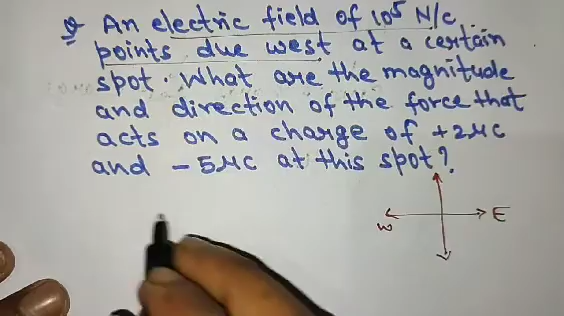 Q An electric field of 10⁵ N/C
points due west at a certain
spot. What are the magnitude
and direction of the force that
acts on a charge of +2μC
and -5μC at this spot?
W E